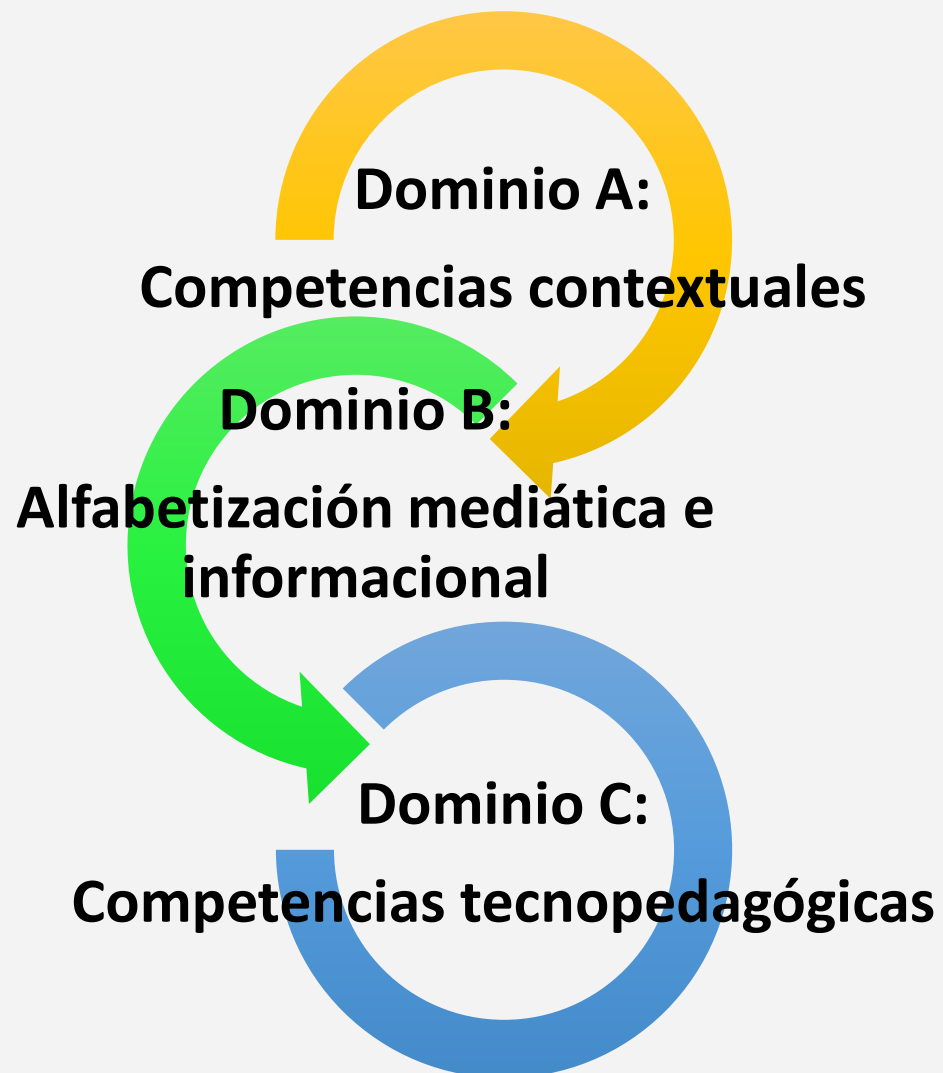 Dominio A:
Competencias contextuales
Dominio B:
Alfabetización mediática e
informacional
Dominio C:
Competencias tecnopedagógicas